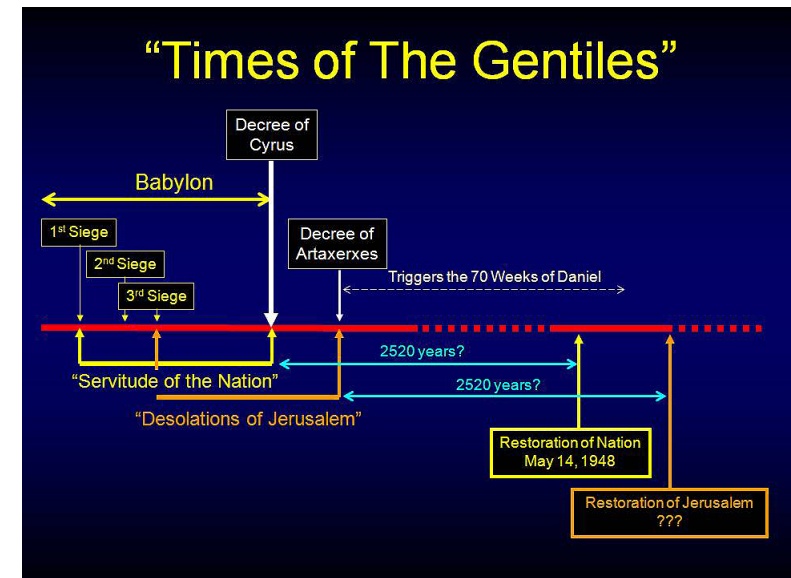 “Times of The Gentiles”
Decree of
Cyrus
Babylon
1st Siege
2nd Siege
3rd Siege
Decree of
Artaxerxes
Triggers the 70 Weeks of Daniel
2520 years?
“Servitude of the Nation”
2520 years?
“Desolations of Jerusalem”
Restoration of Nation
May 14, 1948
Restoration of Jerusalem
???